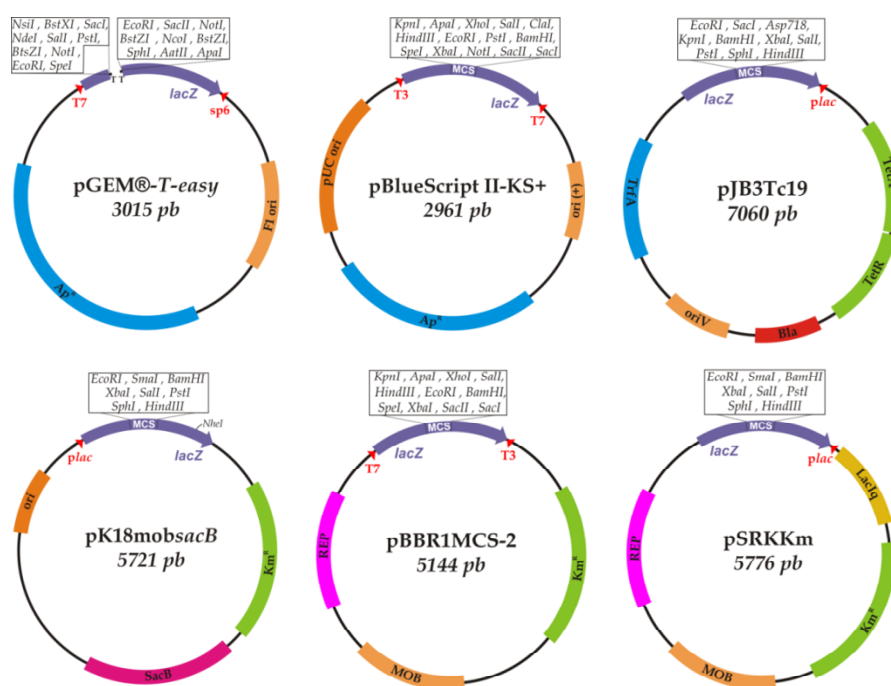 NsiI, BstXI, SacI,
NdeI, SalI, PstI,
BtsZI, NotI,
EcoRI, SpeI
EcoRI, SacII, NotI,
BstZI, NcoI, BstZI,
SphI, AatII, ApaI
T T
lacZ
T7
sp6
F1 ori
Apᴿ
pGEM®-T-easy
3015 pb
KpnI, ApaI, XhoI, SalI, ClaI,
HindIII, EcoRI, PstI, BamHI,
SpeI, XbaI, NotI, SacII, SacI
MCS
T3
lacZ
T7
pUC ori
ori (+)
Apᴿ
pBlueScript II-KS+
2961 pb
EcoRI, SacI, Asp718,
KpnI, BamHI, XbaI, SalI,
PstI, SphI, HindIII
MCS
lacZ
plac
TrfA
TetR
oriV
Bla
pJB3Tc19
7060 pb
EcoRI, SmaI, BamHI
XbaI, SalI, PstI
SphI, HindIII
MCS
NheI
plac
lacZ
ori
Kmᴿ
SacB
pK18mobsacB
5721 pb
KpnI, ApaI, XhoI, SalI,
HindIII, EcoRI, BamHI,
SpeI, XbaI, SacII, SacI
MCS
T7
lacZ
T3
REP
Kmᴿ
MOB
pBBR1MCS-2
5144 pb
EcoRI, SmaI, BamHI
XbaI, SalI, PstI
SphI, HindIII
MCS
lacZ
plac
LacIq
REP
Kmᴿ
MOB
pSRKKm
5776 pb